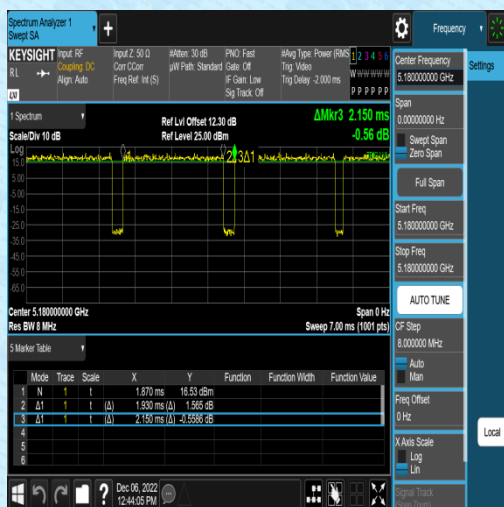 Spectrum Analyzer 1
Swept SA
+
Frequency
KEYSIGHT
Input: RF
Coupling: DC
Align: Auto
Input Z: 50 Ω
Corr CCorr
Freq Ref: Int (S)
#Atten: 30 dB
µW Path: Standard
PNO: Fast
Gate: Off
IF Gain: Low
Sig Track: Off
#Avg Type: Power (RMS
Trig: Video
Trig Delay: -2.000 ms
1 2 3 4 5 6
W W W W W W
P P P P P P
R L
LXI
Center Frequency
5.180000000 GHz
Settings
Span
0.00000000 Hz
Swept Span
Zero Span
Full Span
Start Freq
5.180000000 GHz
Stop Freq
5.180000000 GHz
AUTO TUNE
CF Step
8.000000 MHz
Auto
Man
Freq Offset
0 Hz
X Axis Scale
Log
Lin
Signal Track
(Span Zoom)
Local
1 Spectrum
Scale/Div 10 dB
Ref Lvl Offset 12.30 dB
Ref Level 25.00 dBm
ΔMkr3 2.150 ms
-0.56 dB
Log
15.0
5.00
-5.00
-15.0
-25.0
-35.0
-45.0
-55.0
-65.0
2 3Δ1
Center 5.180000000 GHz
Res BW 8 MHz
Span 0 Hz
Sweep 7.00 ms (1001 pts)
5 Marker Table
Mode Trace Scale X Y Function Function Width Function Value
1 N 1 t 1.870 ms 16.53 dBm
2 Δ1 1 t (Δ) 1.930 ms (Δ) 1.565 dB
3 Δ1 1 t (Δ) 2.150 ms (Δ) -0.5586 dB
4
5
6
?
Dec 06, 2022
12:44:05 PM